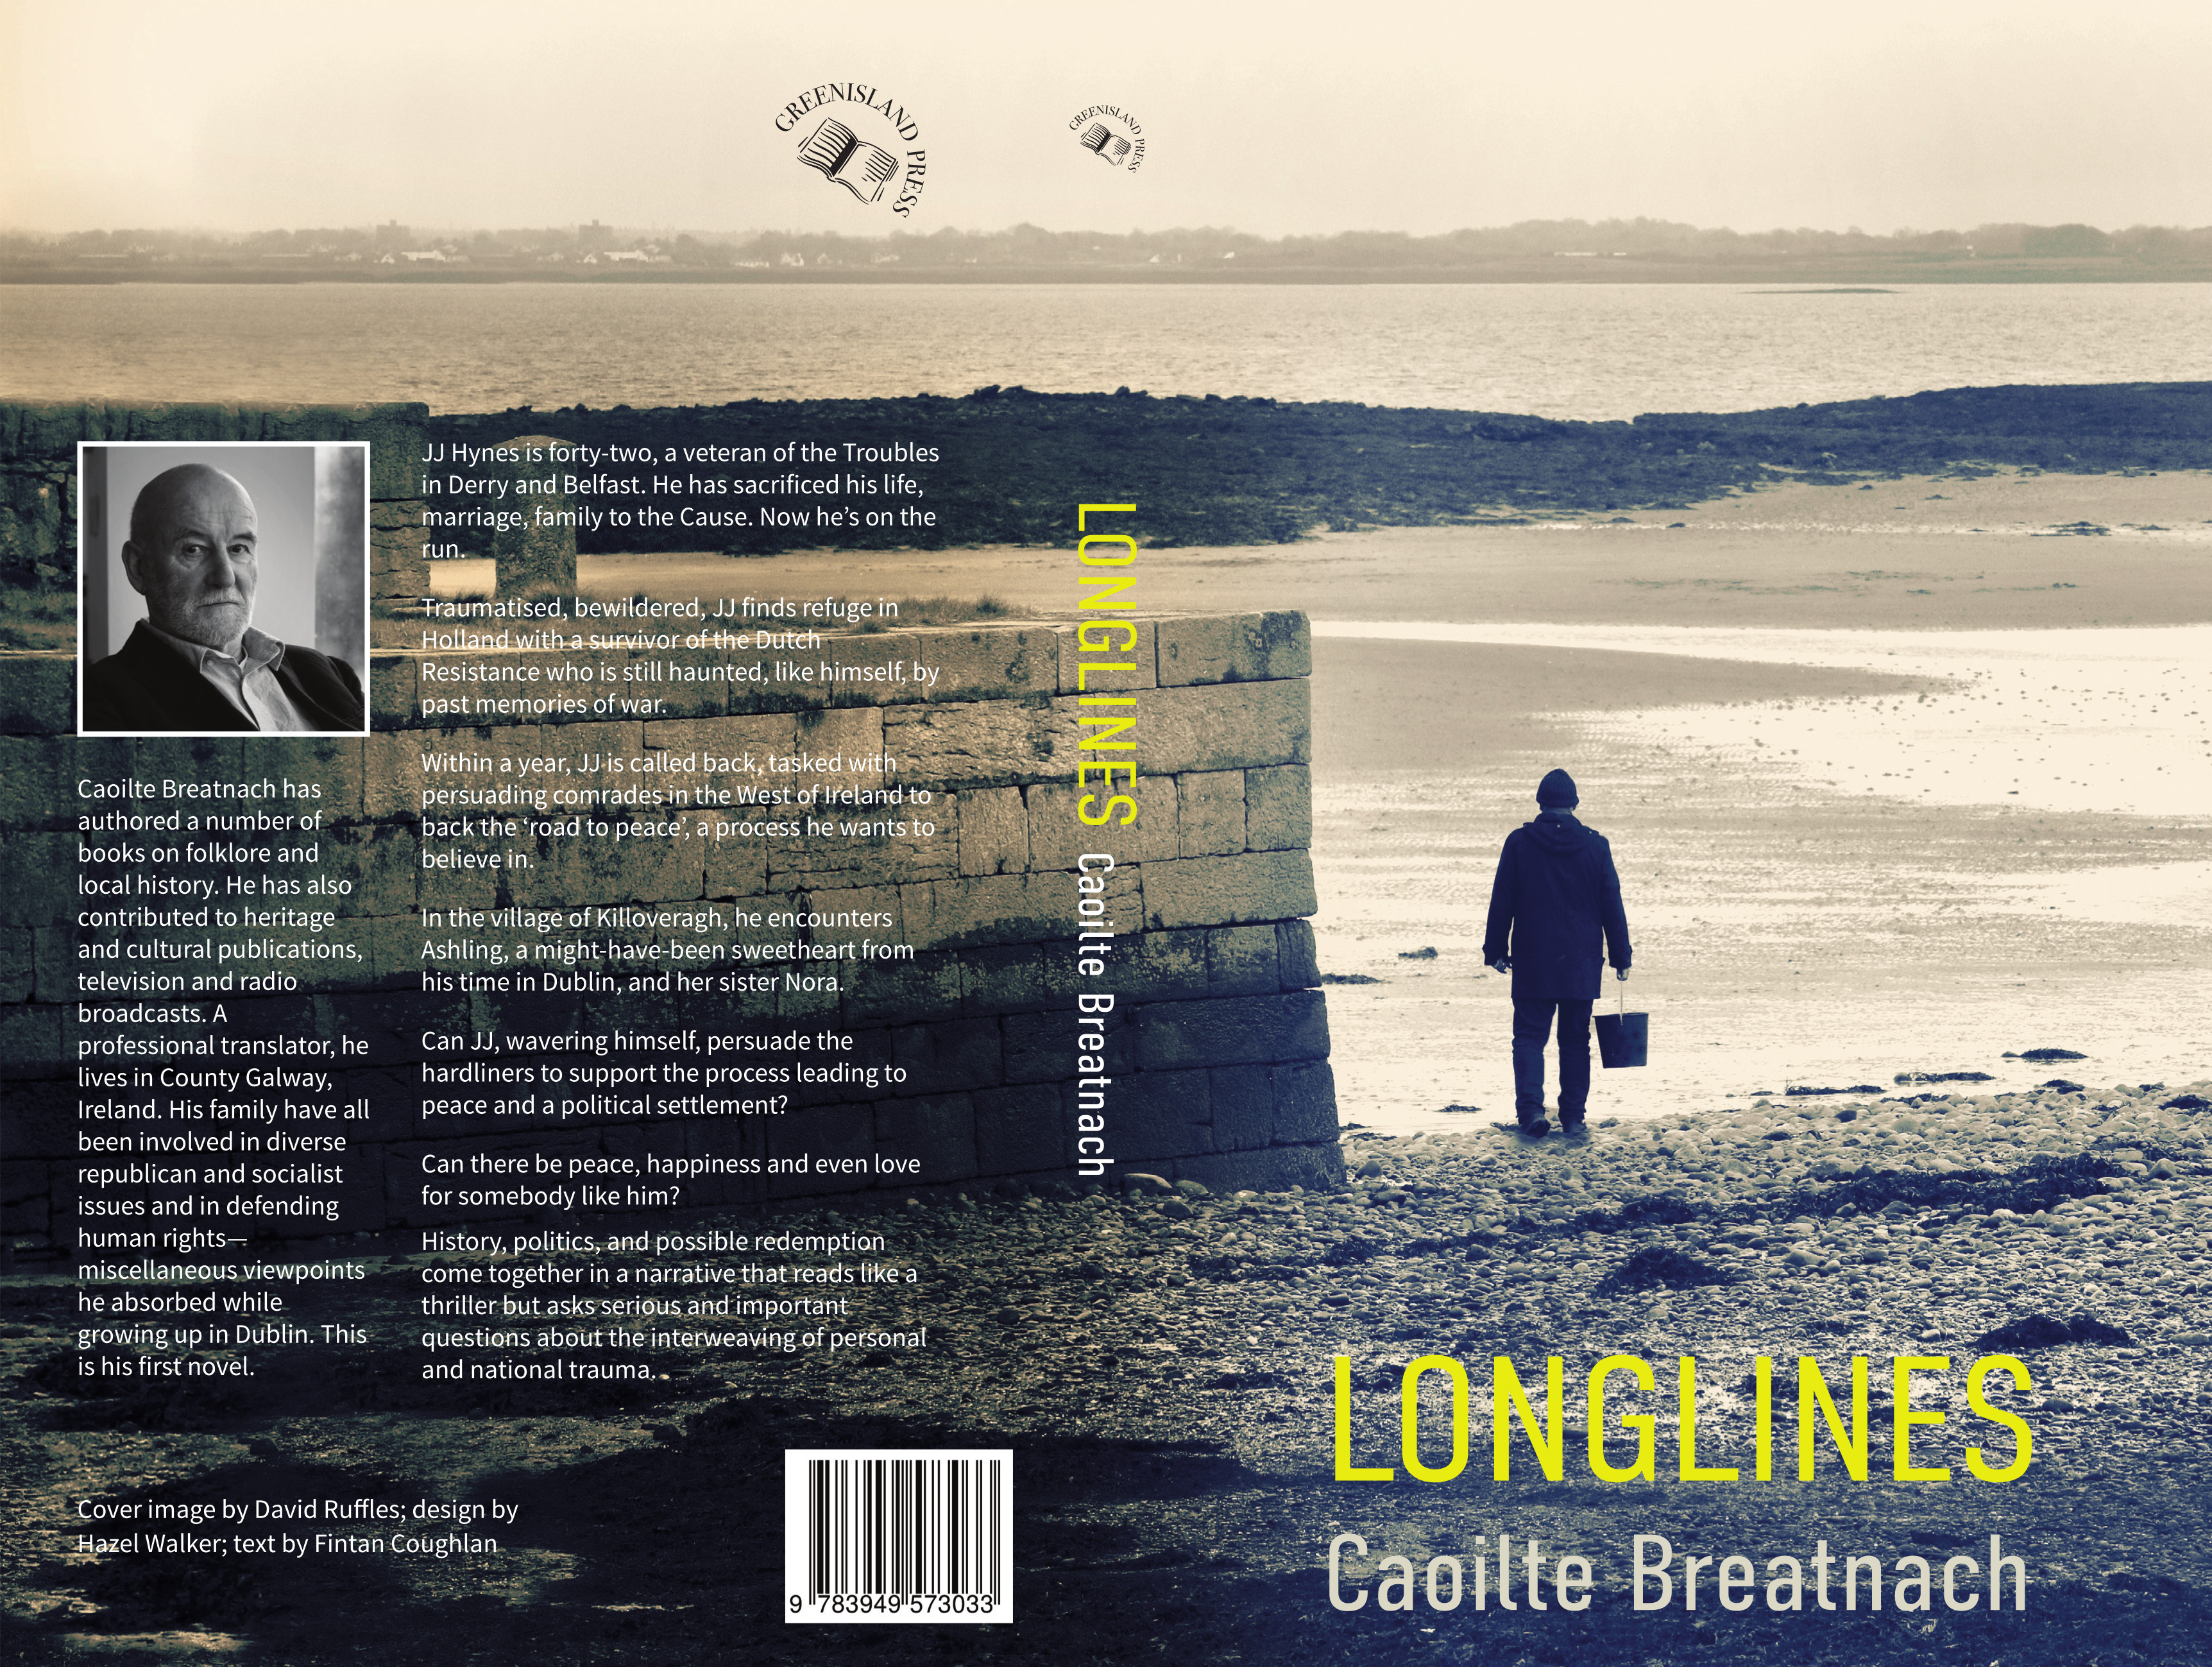 GREENISLAND PRESS
Caoilte Breatnach has
authored a number of
books on folklore and
local history. He has also
contributed to heritage
and cultural publications,
television and radio
broadcasts. A
professional translator, he
lives in County Galway,
Ireland. His family have all
been involved in diverse
republican and socialist
issues and in defending
human rights—
miscellaneous viewpoints
he absorbed while
growing up in Dublin. This
is his first novel.
JJ Hynes is forty-two, a veteran of the Troubles
in Derry and Belfast. He has sacrificed his life,
marriage, family to the Cause. Now he’s on the
run.
Traumatised, bewildered, JJ finds refuge in
Holland with a survivor of the Dutch
Resistance who is still haunted, like himself, by
past memories of war.
Within a year, JJ is called back, tasked with
persuading comrades in the West of Ireland to
back the ‘road to peace’, a process he wants to
believe in.
In the village of Killoveragh, he encounters
Ashling, a might-have-been sweetheart from
his time in Dublin, and her sister Nora.
Can JJ, wavering himself, persuade the
hardliners to support the process leading to
peace and a political settlement?
Can there be peace, happiness and even love
for somebody like him?
History, politics, and possible redemption
come together in a narrative that reads like a
thriller but asks serious and important
questions about the interweaving of personal
and national trauma.
Cover image by David Ruffles; design by
Hazel Walker; text by Fintan Coughlan
9 783949 573033
GREENISLAND PRESS
LONGLINES Caoilte Breatnach
LONGLINES
Caoilte Breatnach